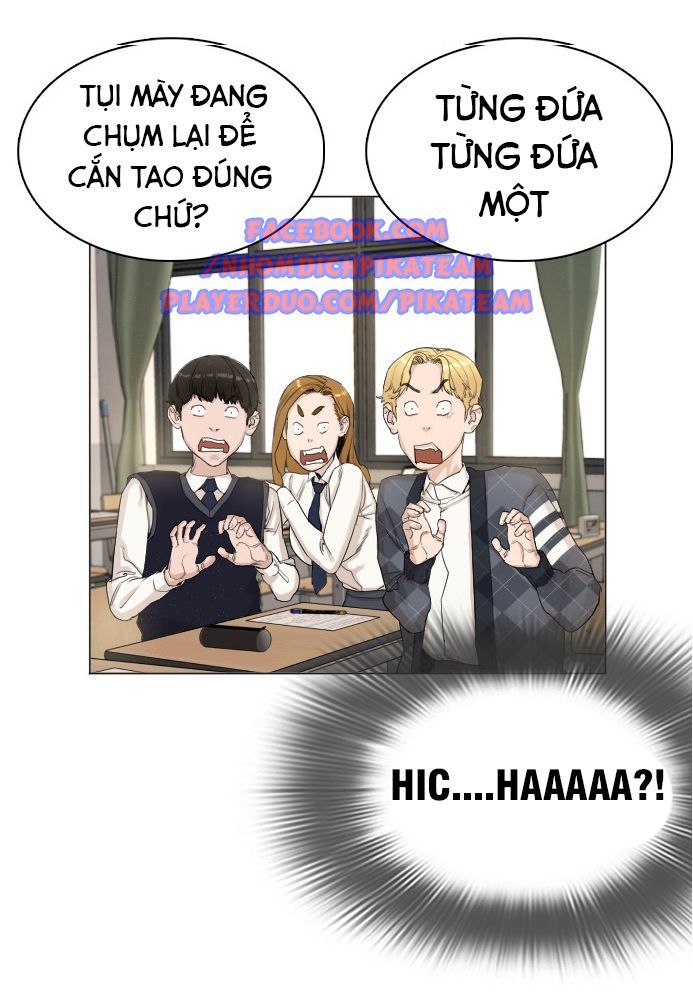 TỤI MÀY ĐANG
CHỤM LẠI ĐỂ
CẮN TAO ĐÚNG
CHỨ?
TỪNG ĐỨA
TỪNG ĐỨA
MỘT
FACEBOOK.COM
/NHOMDICHPIKATEAM
PLAYERDUO.COM/PIKATEAM
HIC....HAAAAA?!